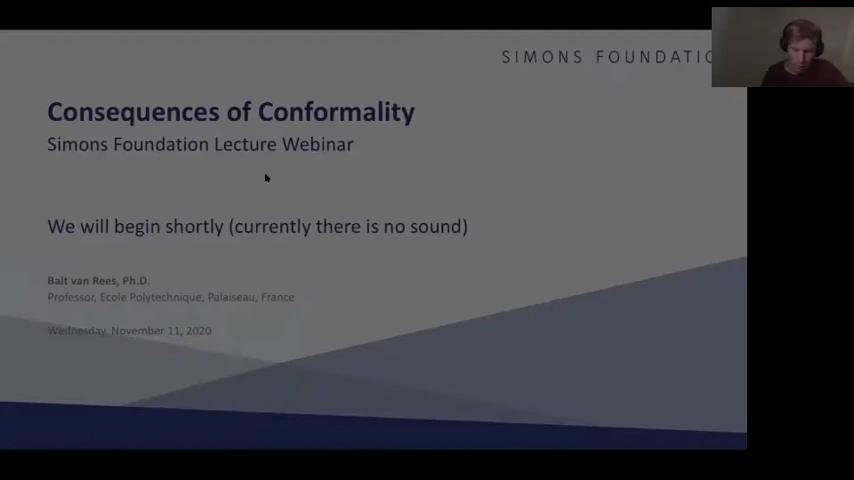 SIMONS FOUNDATIO
Consequences of Conformality
Simons Foundation Lecture Webinar
We will begin shortly (currently there is no sound)
Balt van Rees, Ph.D.
Professor, Ecole Polytechnique, Palaiseau, France
Wednesday, November 11, 2020